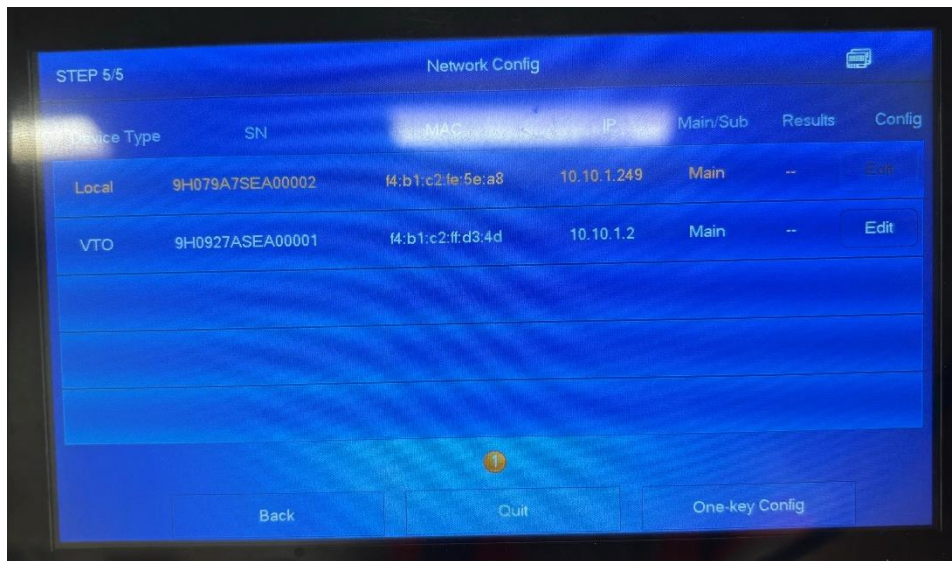 STEP 5/5 Network Config
Device Type SN MAC IP Main/Sub Results Config
Local 9H079A7SEA00002 f4:b1:c2:fe:5e:a8 10.10.1.249 Main -- Edit
VTO 9H0927ASEA00001 f4:b1:c2:ff:d3:4d 10.10.1.2 Main -- Edit
1
Back Quit One-key Config